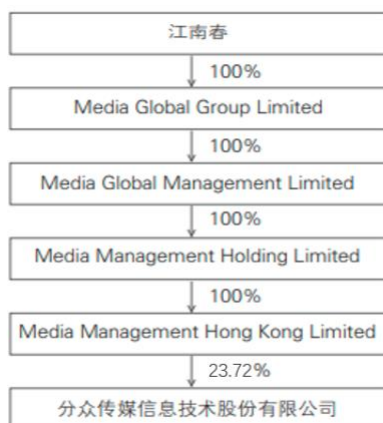 江南春
100%
Media Global Group Limited
100%
Media Global Management Limited
100%
Media Management Holding Limited
100%
Media Management Hong Kong Limited
23.72%
分众传媒信息技术股份有限公司